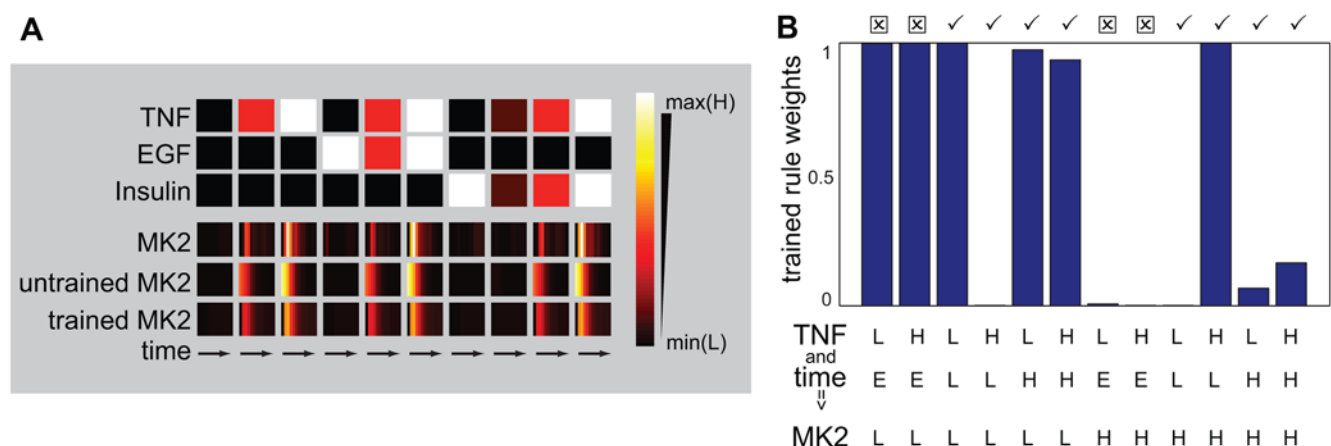 A
TNF
EGF
Insulin
MK2
untrained MK2
trained MK2
time
max(H)
min(L)
B
trained rule weights
1
0.5
0
TNF L H L H L H L H L H L H
and
time E E L L H H E E L L H H
=>
MK2 L L L L L L H H H H H H